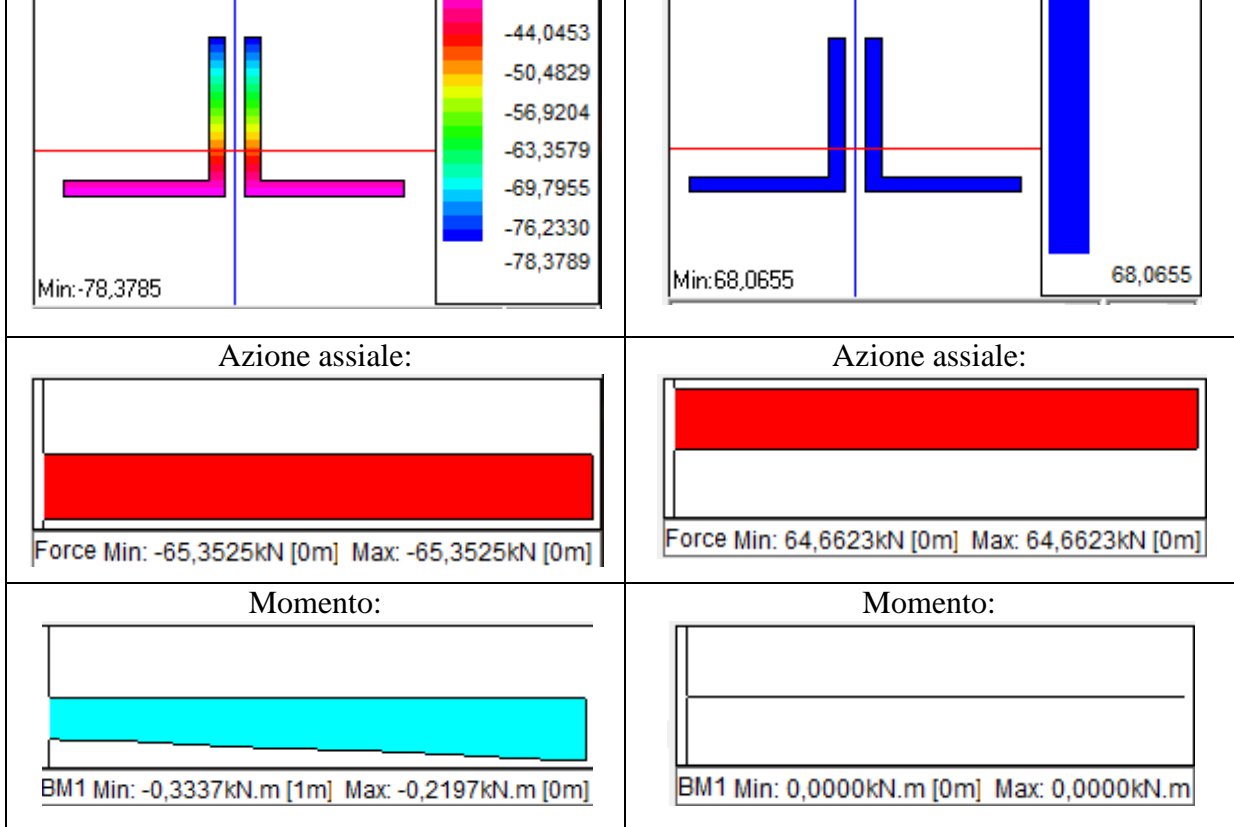 -44,0453
-50,4829
-56,9204
-63,3579
-69,7955
-76,2330
-78,3789
Min:-78,3785
Min:68,0655
68,0655
Azione assiale:
Azione assiale:
Force Min: -65,3525kN [0m] Max: -65,3525kN [0m]
Force Min: 64,6623kN [0m] Max: 64,6623kN [0m]
Momento:
Momento:
BM1 Min: -0,3337kN.m [1m] Max: -0,2197kN.m [0m]
BM1 Min: 0,0000kN.m [0m] Max: 0,0000kN.m